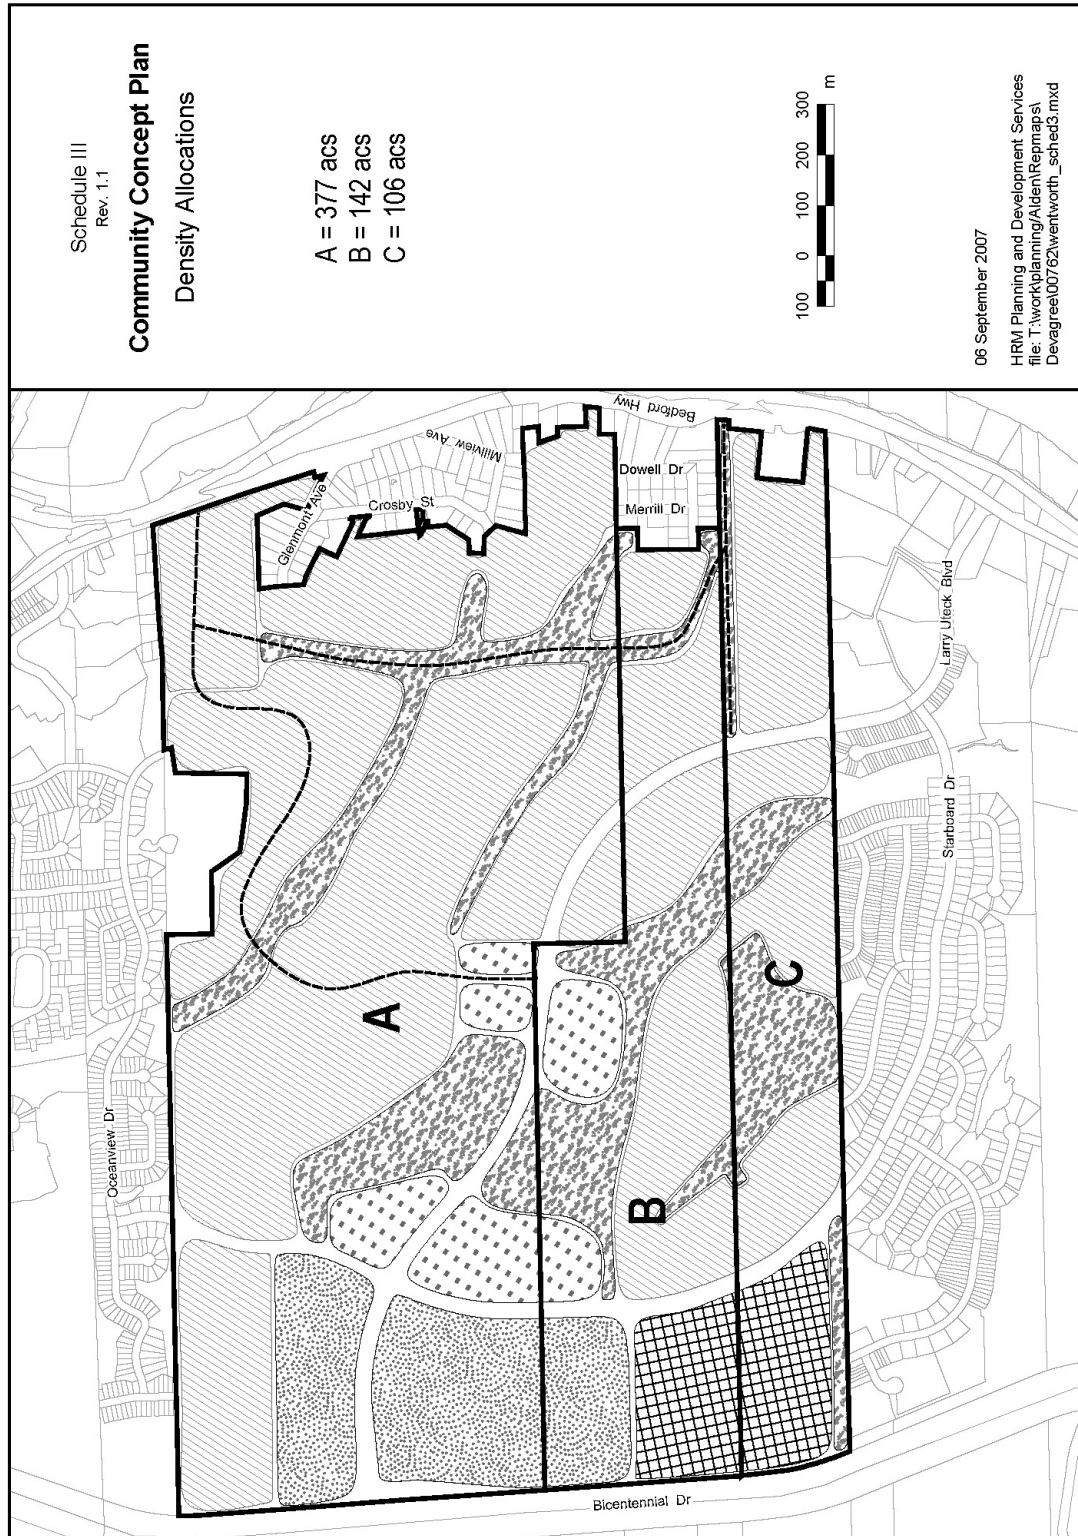 Schedule III
Rev. 1.1
Community Concept Plan
Density Allocations
A = 377 acs
B = 142 acs
C = 106 acs
100 0 100 200 300
m
06 September 2007
HRM Planning and Development Services
file: T:\work\planning\Alden\Repmaps\
Devagree\00762\wentworth_sched3.mxd
Bedford Hwy
Millview Ave
Crosby St
Glenmont Ave
Dowell Dr
Merrill Dr
Larry Uteck Blvd
Starboard Dr
Oceanview Dr
Bicentennial Dr
A
B
C